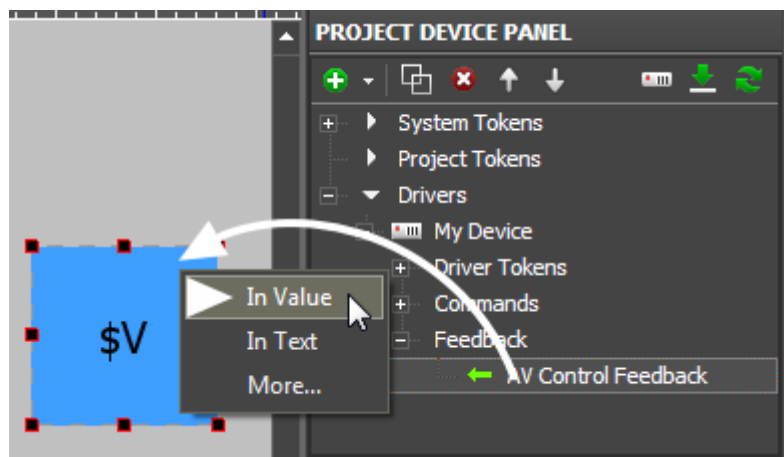 PROJECT DEVICE PANEL
System Tokens
Project Tokens
Drivers
My Device
Driver Tokens
Commands
Feedback
AV Control Feedback
$V
In Value
In Text
More...